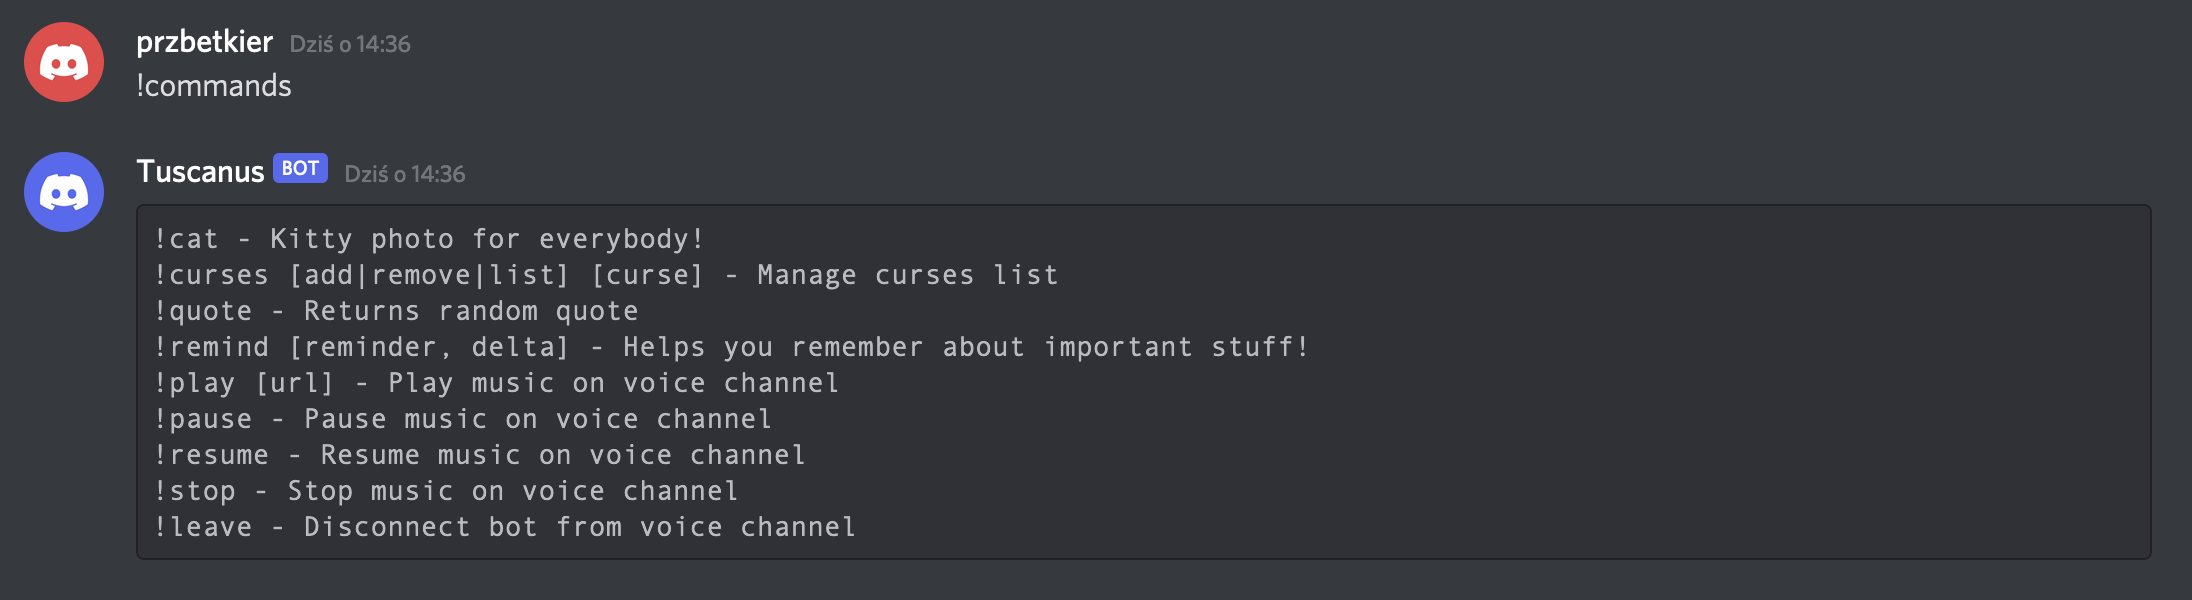 przbetkier Dziś o 14:36
!commands
Tuscanus BOT Dziś o 14:36
!cat - Kitty photo for everybody!
!curses [add|remove|list] [curse] - Manage curses list
!quote - Returns random quote
!remind [reminder, delta] - Helps you remember about important stuff!
!play [url] - Play music on voice channel
!pause - Pause music on voice channel
!resume - Resume music on voice channel
!stop - Stop music on voice channel
!leave - Disconnect bot from voice channel